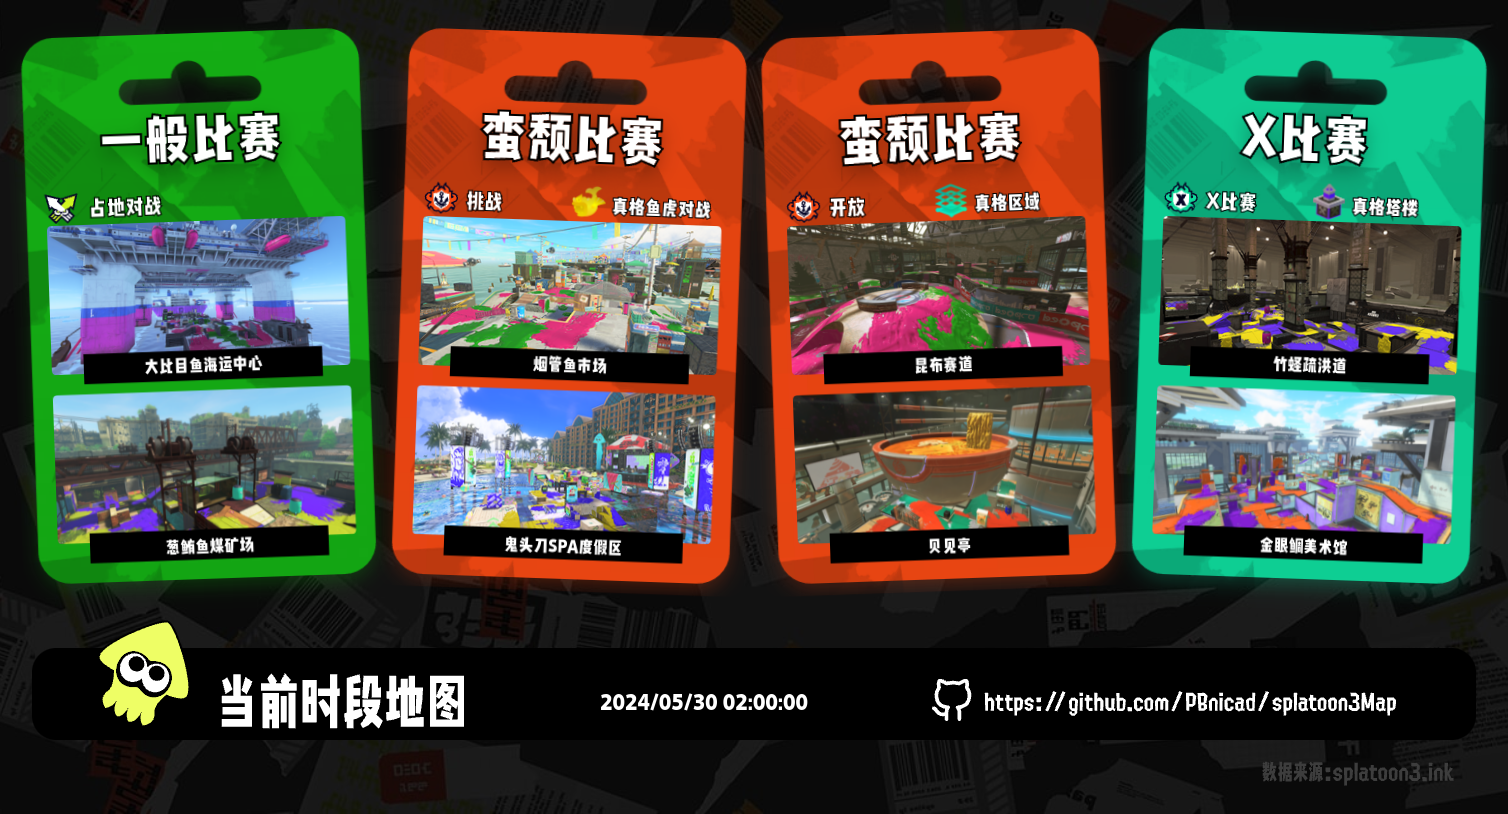 一般比赛
占地对战
大比目鱼海运中心
葱鲔鱼煤矿场
蛮颓比赛
挑战
真格鱼虎对战
烟管鱼市场
鬼头刀SPA度假区
蛮颓比赛
开放
真格区域
昆布赛道
贝见亭
X比赛
X比赛
真格塔楼
竹蛏疏洪道
金眼鲷美术馆
当前时段地图
2024/05/30 02:00:00
https://github.com/PBnicad/splatoon3Map
数据来源:splatoon3.ink